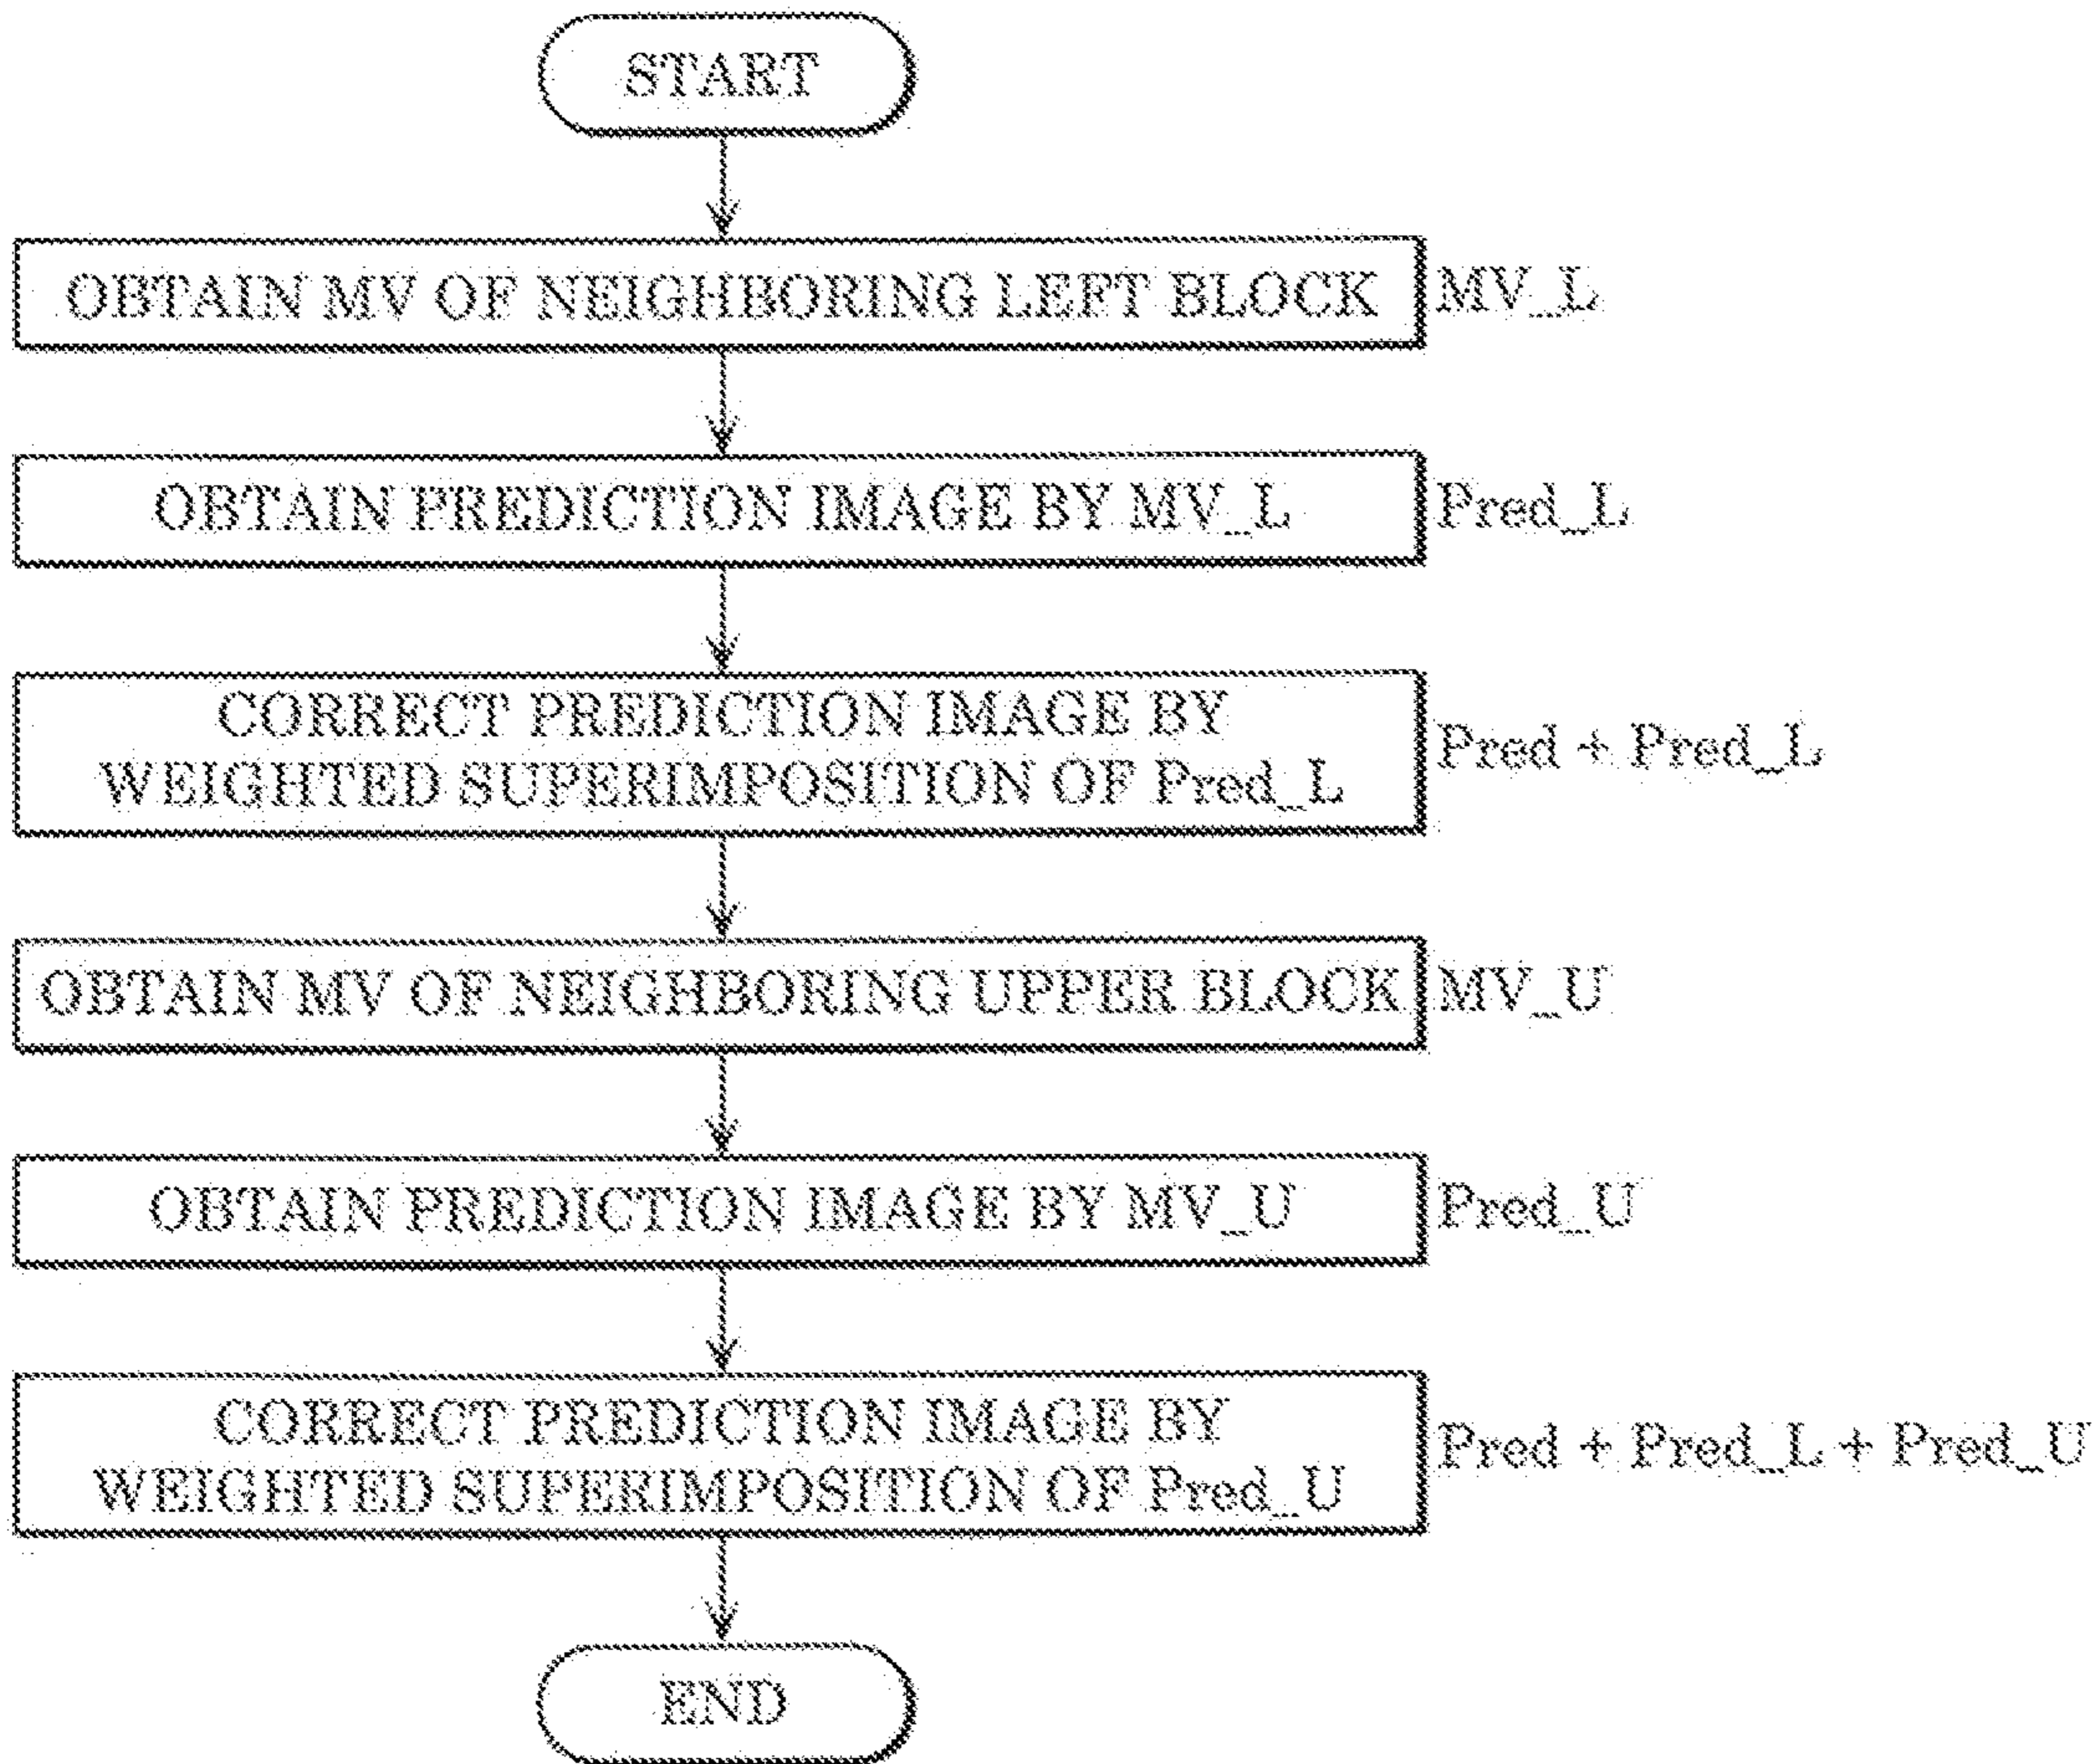 START
OBTAIN MV OF NEIGHBORING LEFT BLOCK
MV_L
OBTAIN PREDICTION IMAGE BY MV_L
Pred_L
CORRECT PREDICTION IMAGE BY
WEIGHTED SUPERIMPOSITION OF Pred_L
Pred + Pred_L
OBTAIN MV OF NEIGHBORING UPPER BLOCK
MV_U
OBTAIN PREDICTION IMAGE BY MV_U
Pred_U
CORRECT PREDICTION IMAGE BY
WEIGHTED SUPERIMPOSITION OF Pred_U
Pred + Pred_L + Pred_U
END